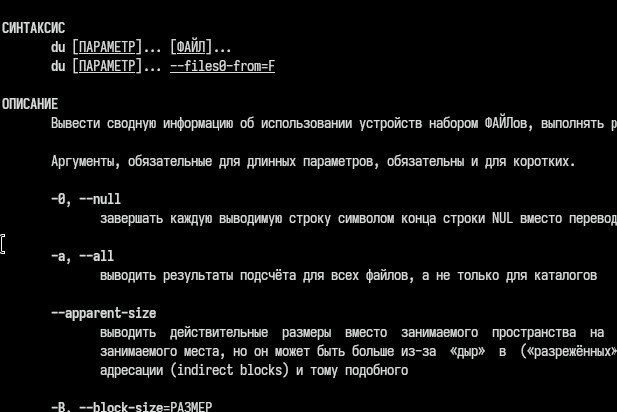 СИНТАКСИС
du [ПАРАМЕТР]... [ФАЙЛ]...
du [ПАРАМЕТР]... --files0-from=F
ОПИСАНИЕ
Вывести сводную информацию об использовании устройств набором ФАЙЛов, выполнять
Аргументы, обязательные для длинных параметров, обязательны и для коротких.
-0, --null
завершать каждую выводимую строку символом конца строки NUL вместо перевод
-a, --all
выводить результаты подсчёта для всех файлов, а не только для каталогов
--apparent-size
выводить действительные размеры вместо занимаемого пространства на
занимаемого места, но он может быть больше из-за «дыр» в («разрежённых»
адресации (indirect blocks) и тому подобного
-B, --block-size=РАЗМЕР